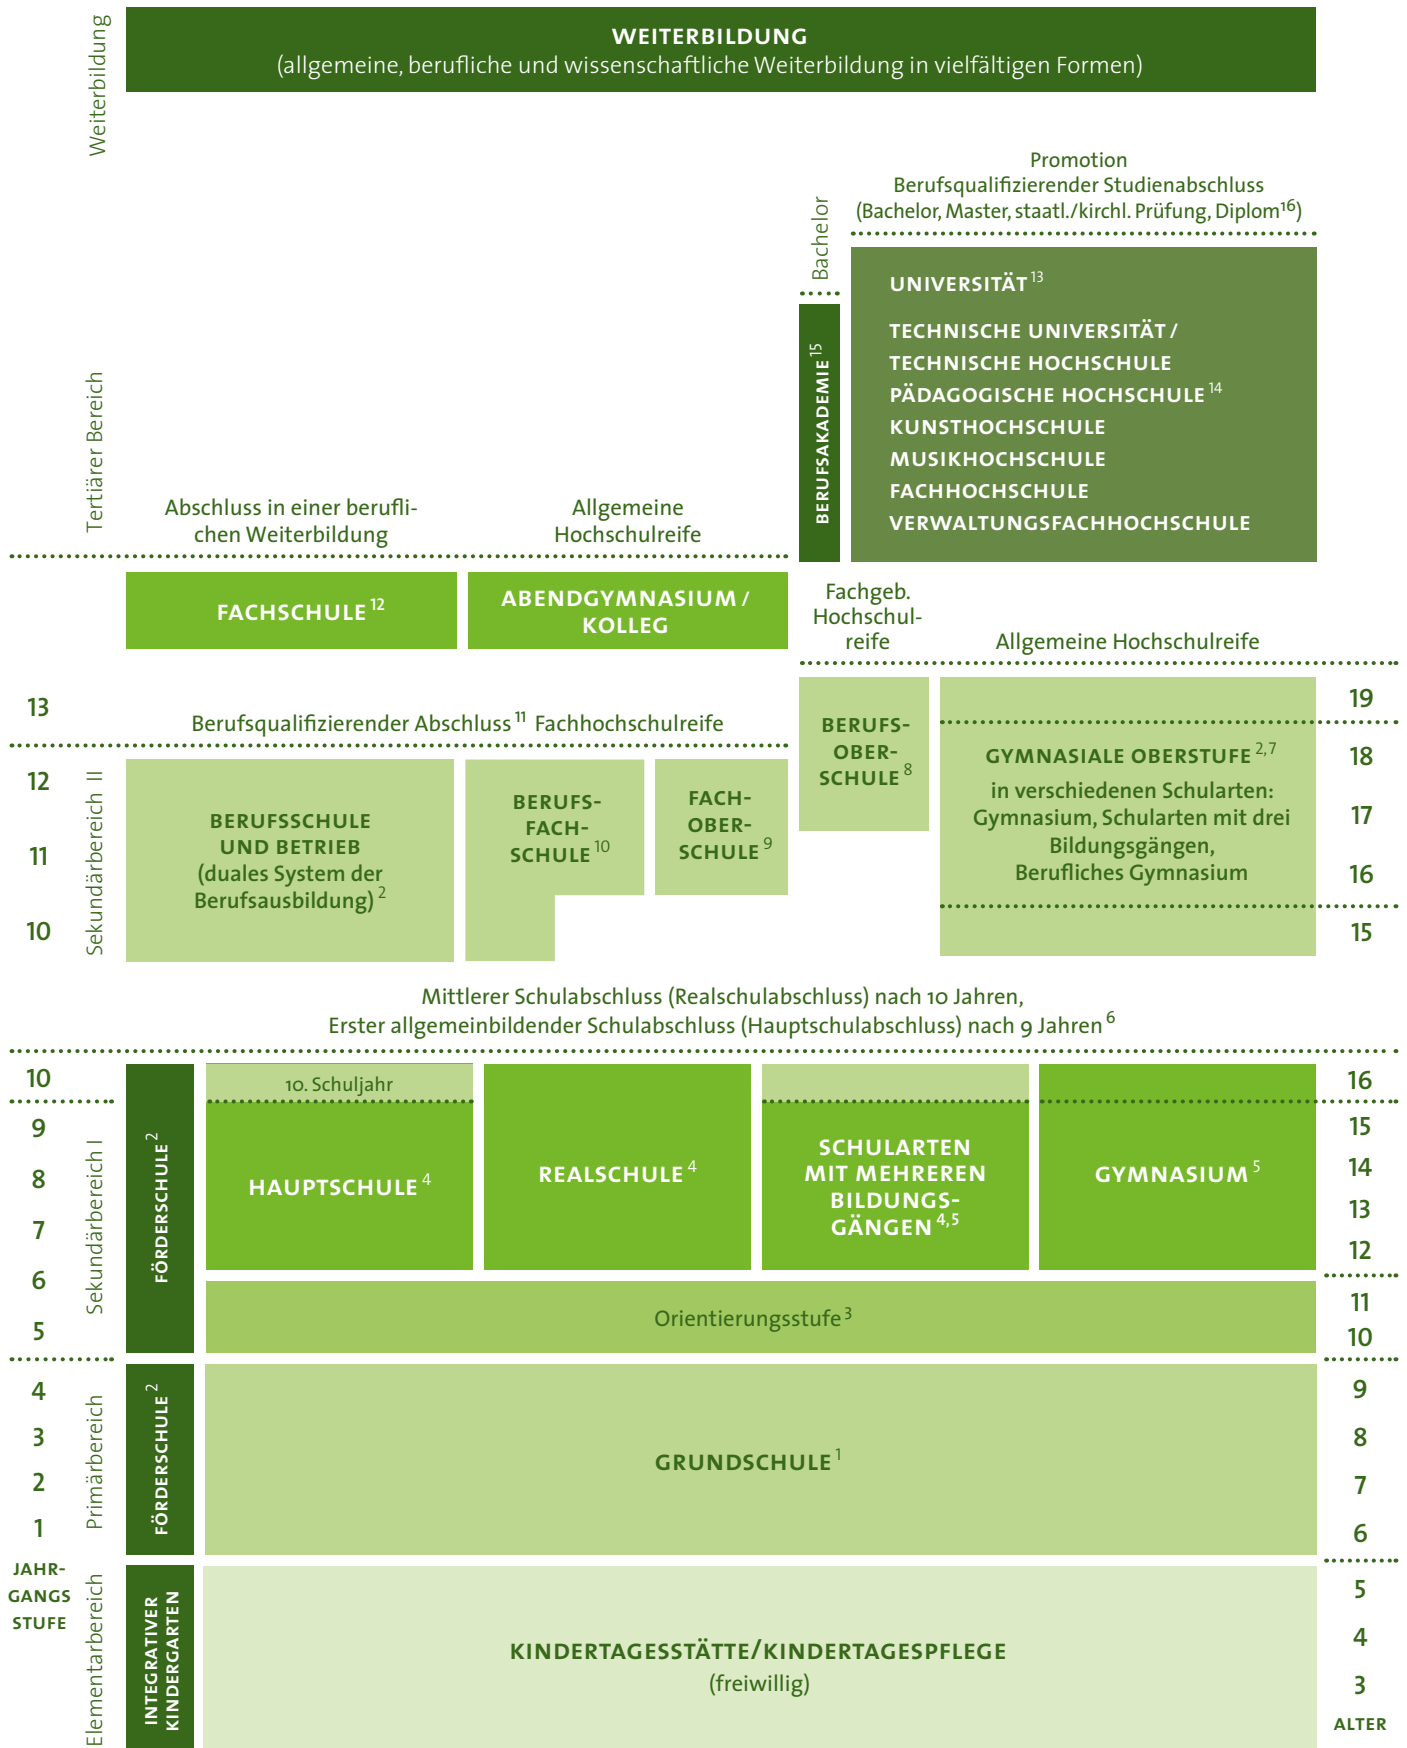 Weiterbildung
WEITERBILDUNG
(allgemeine, berufliche und wissenschaftliche Weiterbildung in vielfältigen Formen)
Promotion
Berufsqualifizierender Studienabschluss
(Bachelor, Master, staatl./kirchl. Prüfung, Diplom16)
Bachelor
Tertiärer Bereich
BERUFSAKADEMIE15
UNIVERSITÄT13
TECHNISCHE UNIVERSITÄT/
TECHNISCHE HOCHSCHULE
PÄDAGOGISCHE HOCHSCHULE14
KUNSTHOCHSCHULE
MUSIKHOCHSCHULE
FACHHOCHSCHULE
VERWALTUNGSFACHHOCHSCHULE
Abschluss in einer berufli-
chen Weiterbildung
Allgemeine
Hochschulreife
FACHSCHULE12
ABENDGYMNASIUM/
KOLLEG
Fachgeb.
Hochschul-
reife
Allgemeine Hochschulreife
13
Berufsqualifizierender Abschluss11 Fachhochschulreife
19
12
11
10
Sekundärbereich II
BERUFSSCHULE
UND BETRIEB
(duales System der
Berufsausbildung)2
BERUFS-
FACH-
SCHULE10
FACH-
OBER-
SCHULE9
BERUFS-
OBER-
SCHULE8
GYMNASIALE OBERSTUFE2,7
in verschiedenen Schularten:
Gymnasium, Schularten mit drei
Bildungsgängen,
Berufliches Gymnasium
18
17
16
15
Mittlerer Schulabschluss (Realschulabschluss) nach 10 Jahren,
Erster allgemeinbildender Schulabschluss (Hauptschulabschluss) nach 9 Jahren6
10
9
8
7
6
5
Sekundärbereich I
FÖRDERSCHULE2
10. Schuljahr
HAUPTSCHULE4
REALSCHULE4
SCHULARTEN
MIT MEHREREN
BILDUNGS-
GÄNGEN4,5
GYMNASIUM5
16
15
14
13
12
Orientierungsstufe3
11
10
4
3
2
1
Primärbereich
FÖRDERSCHULE2
GRUNDSCHULE1
9
8
7
6
JAHR-
GANGS
STUFE
Elementarbereich
INTEGRATIVER
KINDERGARTEN
KINDERTAGESSTÄTTE/KINDERTAGESPFLEGE
(freiwillig)
5
4
3
ALTER